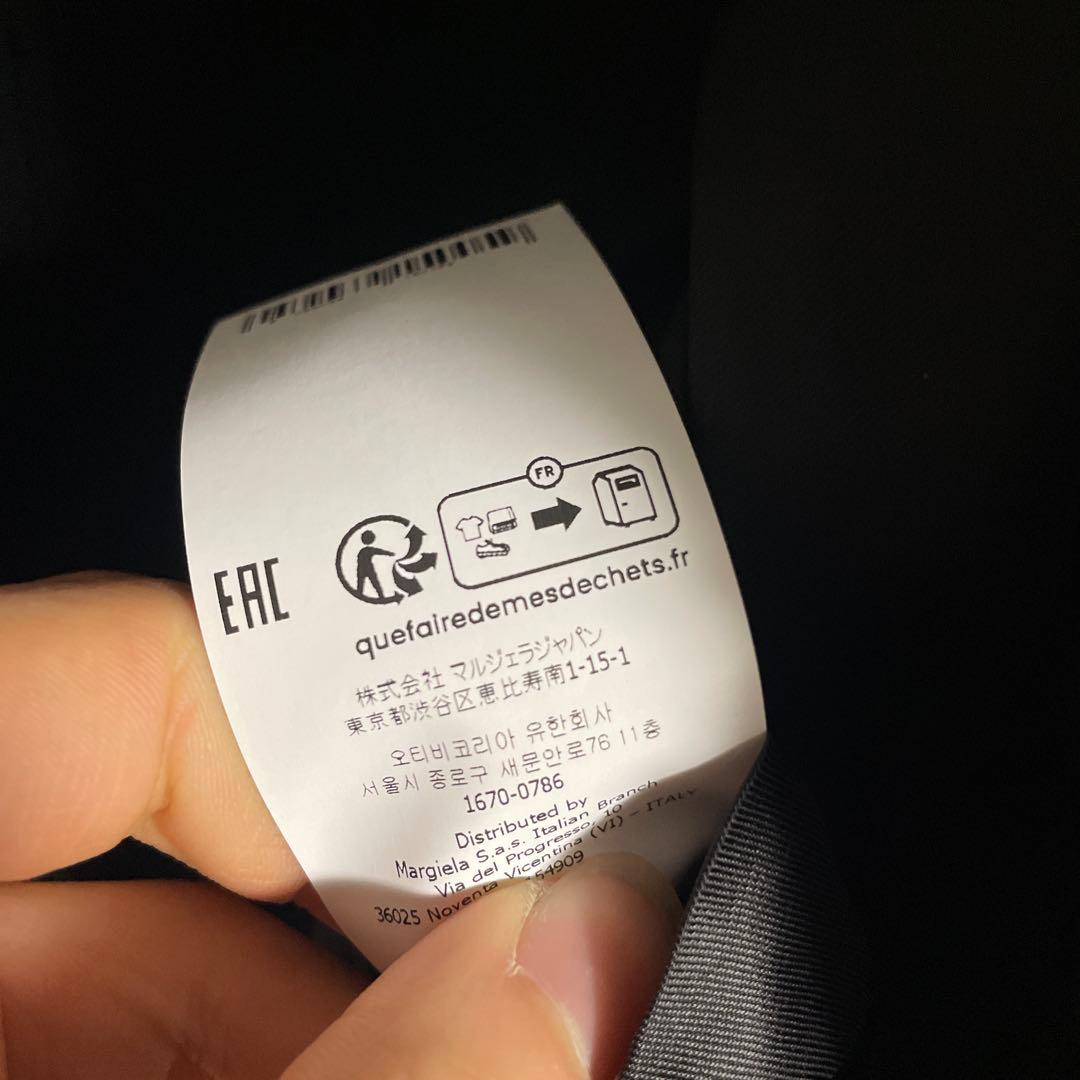 FR
EAC
quefairedemesdechets.fr
株式会社 マルジェラジャパン
東京都渋谷区恵比寿南1-15-1
오티비코리아 유한회사
서울시 종로구 새문안로76 11층
1670-0786
Distributed by
Margiela S.a.s. Italian Branch
Via del Progresso, 10
36025 Noventa Vicentina (VI) - ITALY
54909